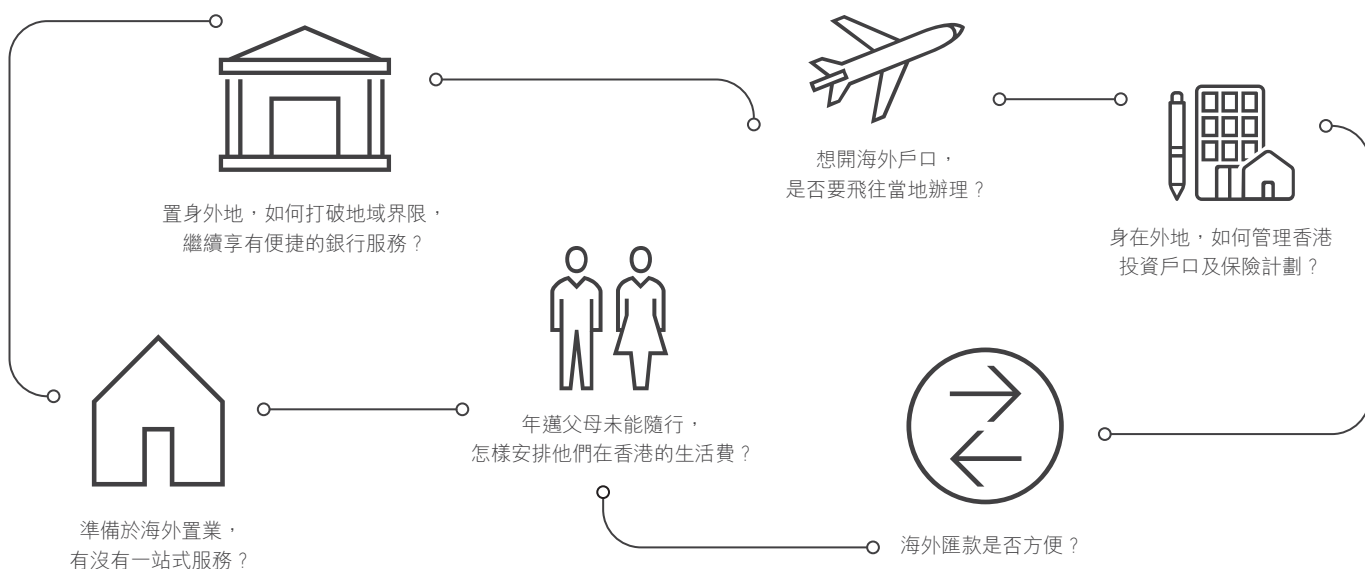 想開海外戶口，
是否要飛往當地辦理？
置身外地，如何打破地域界限，
繼續享有便捷的銀行服務？
身在外地，如何管理香港
投資戶口及保險計劃？
年邁父母未能隨行，
怎樣安排他們在香港的生活費？
準備於海外置業，
有沒有一站式服務？
海外匯款是否方便？